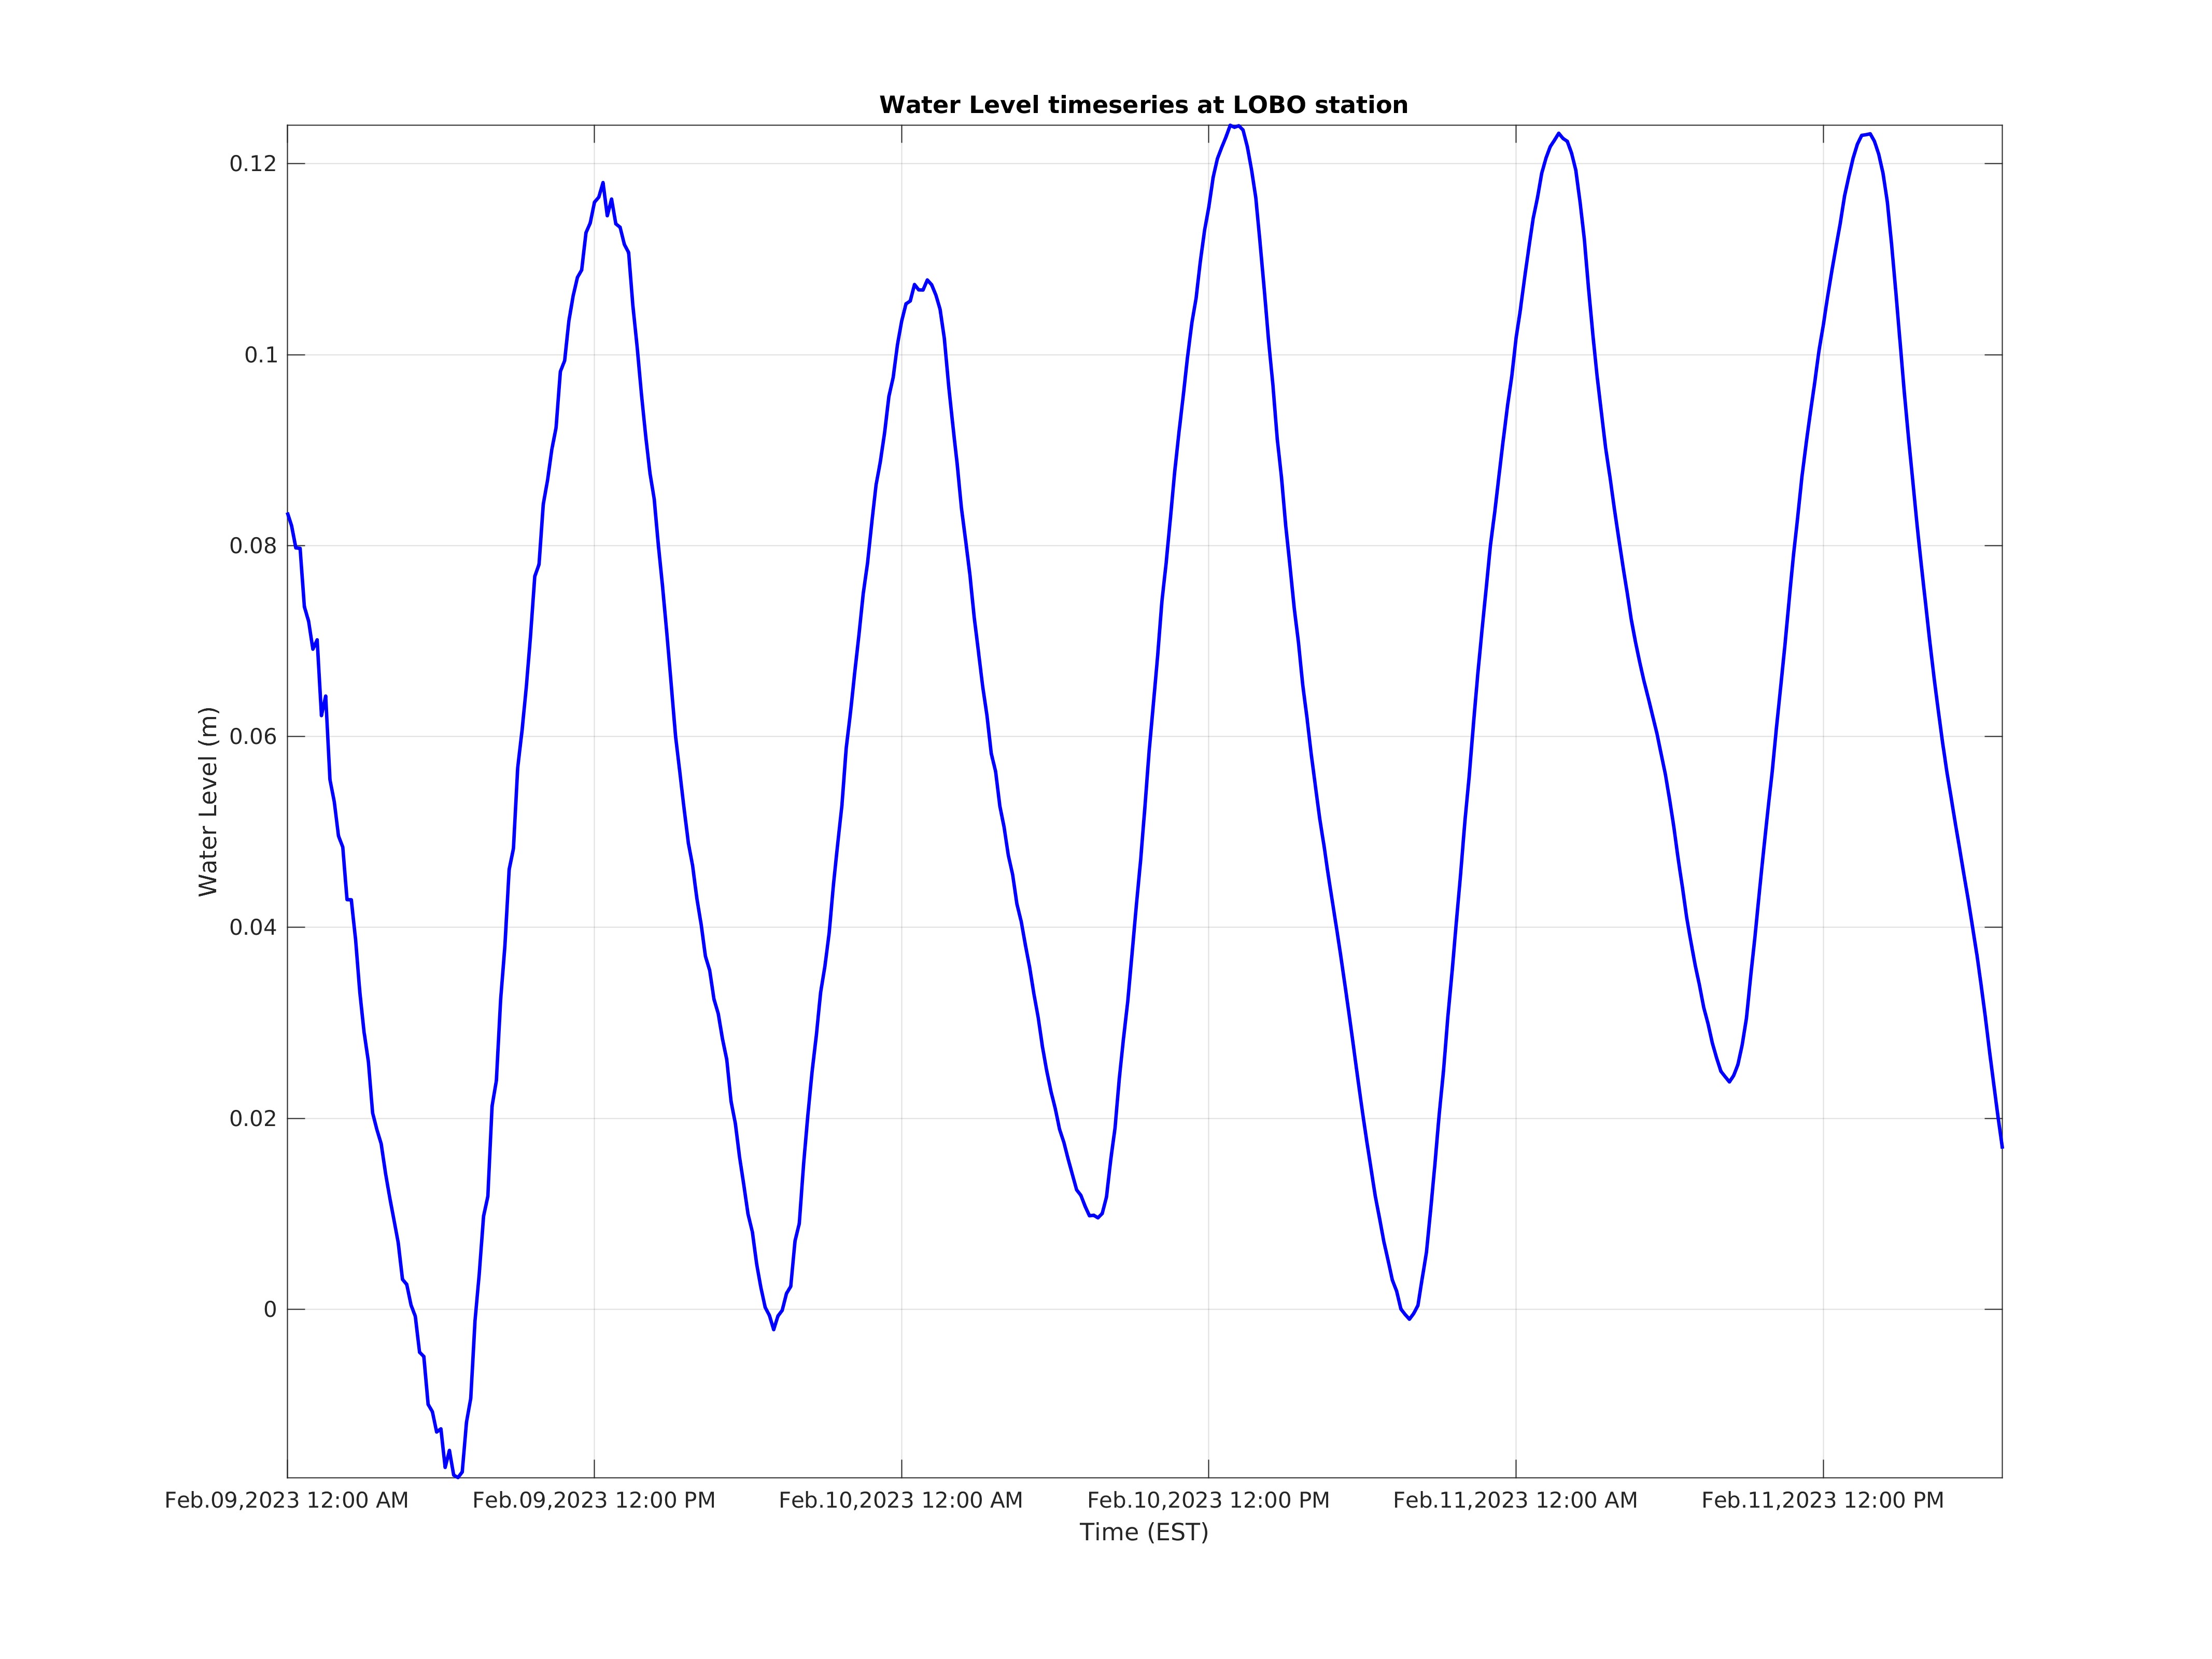 Water Level timeseries at LOBO station
0.12
0.1
0.08
0.06
0.04
0.02
0
Water Level (m)
Feb.09,2023 12:00 AM
Feb.09,2023 12:00 PM
Feb.10,2023 12:00 AM
Feb.10,2023 12:00 PM
Feb.11,2023 12:00 AM
Feb.11,2023 12:00 PM
Time (EST)